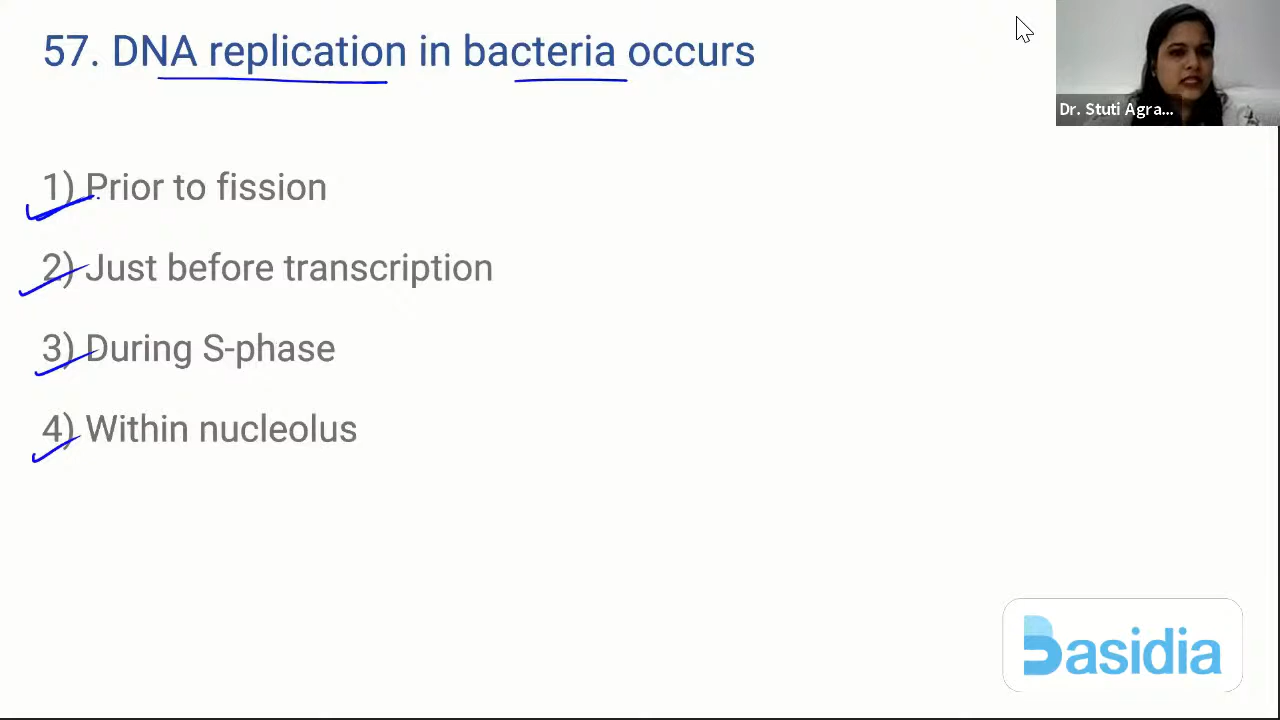 57. DNA replication in bacteria occurs
Dr. Stuti Agra...
1) Prior to fission
2) Just before transcription
3) During S-phase
4) Within nucleolus
Basidia